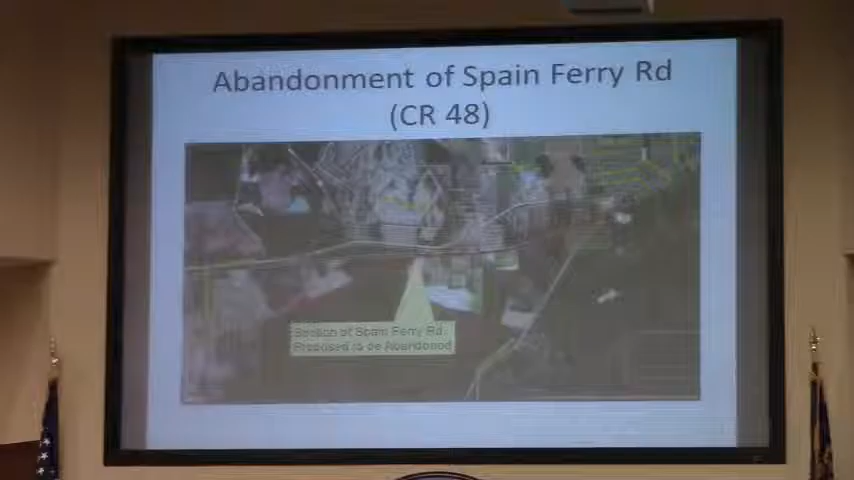 Abandonment of Spain Ferry Rd
(CR 48)
Section of Spain Ferry Rd.
Proposed to be Abandoned